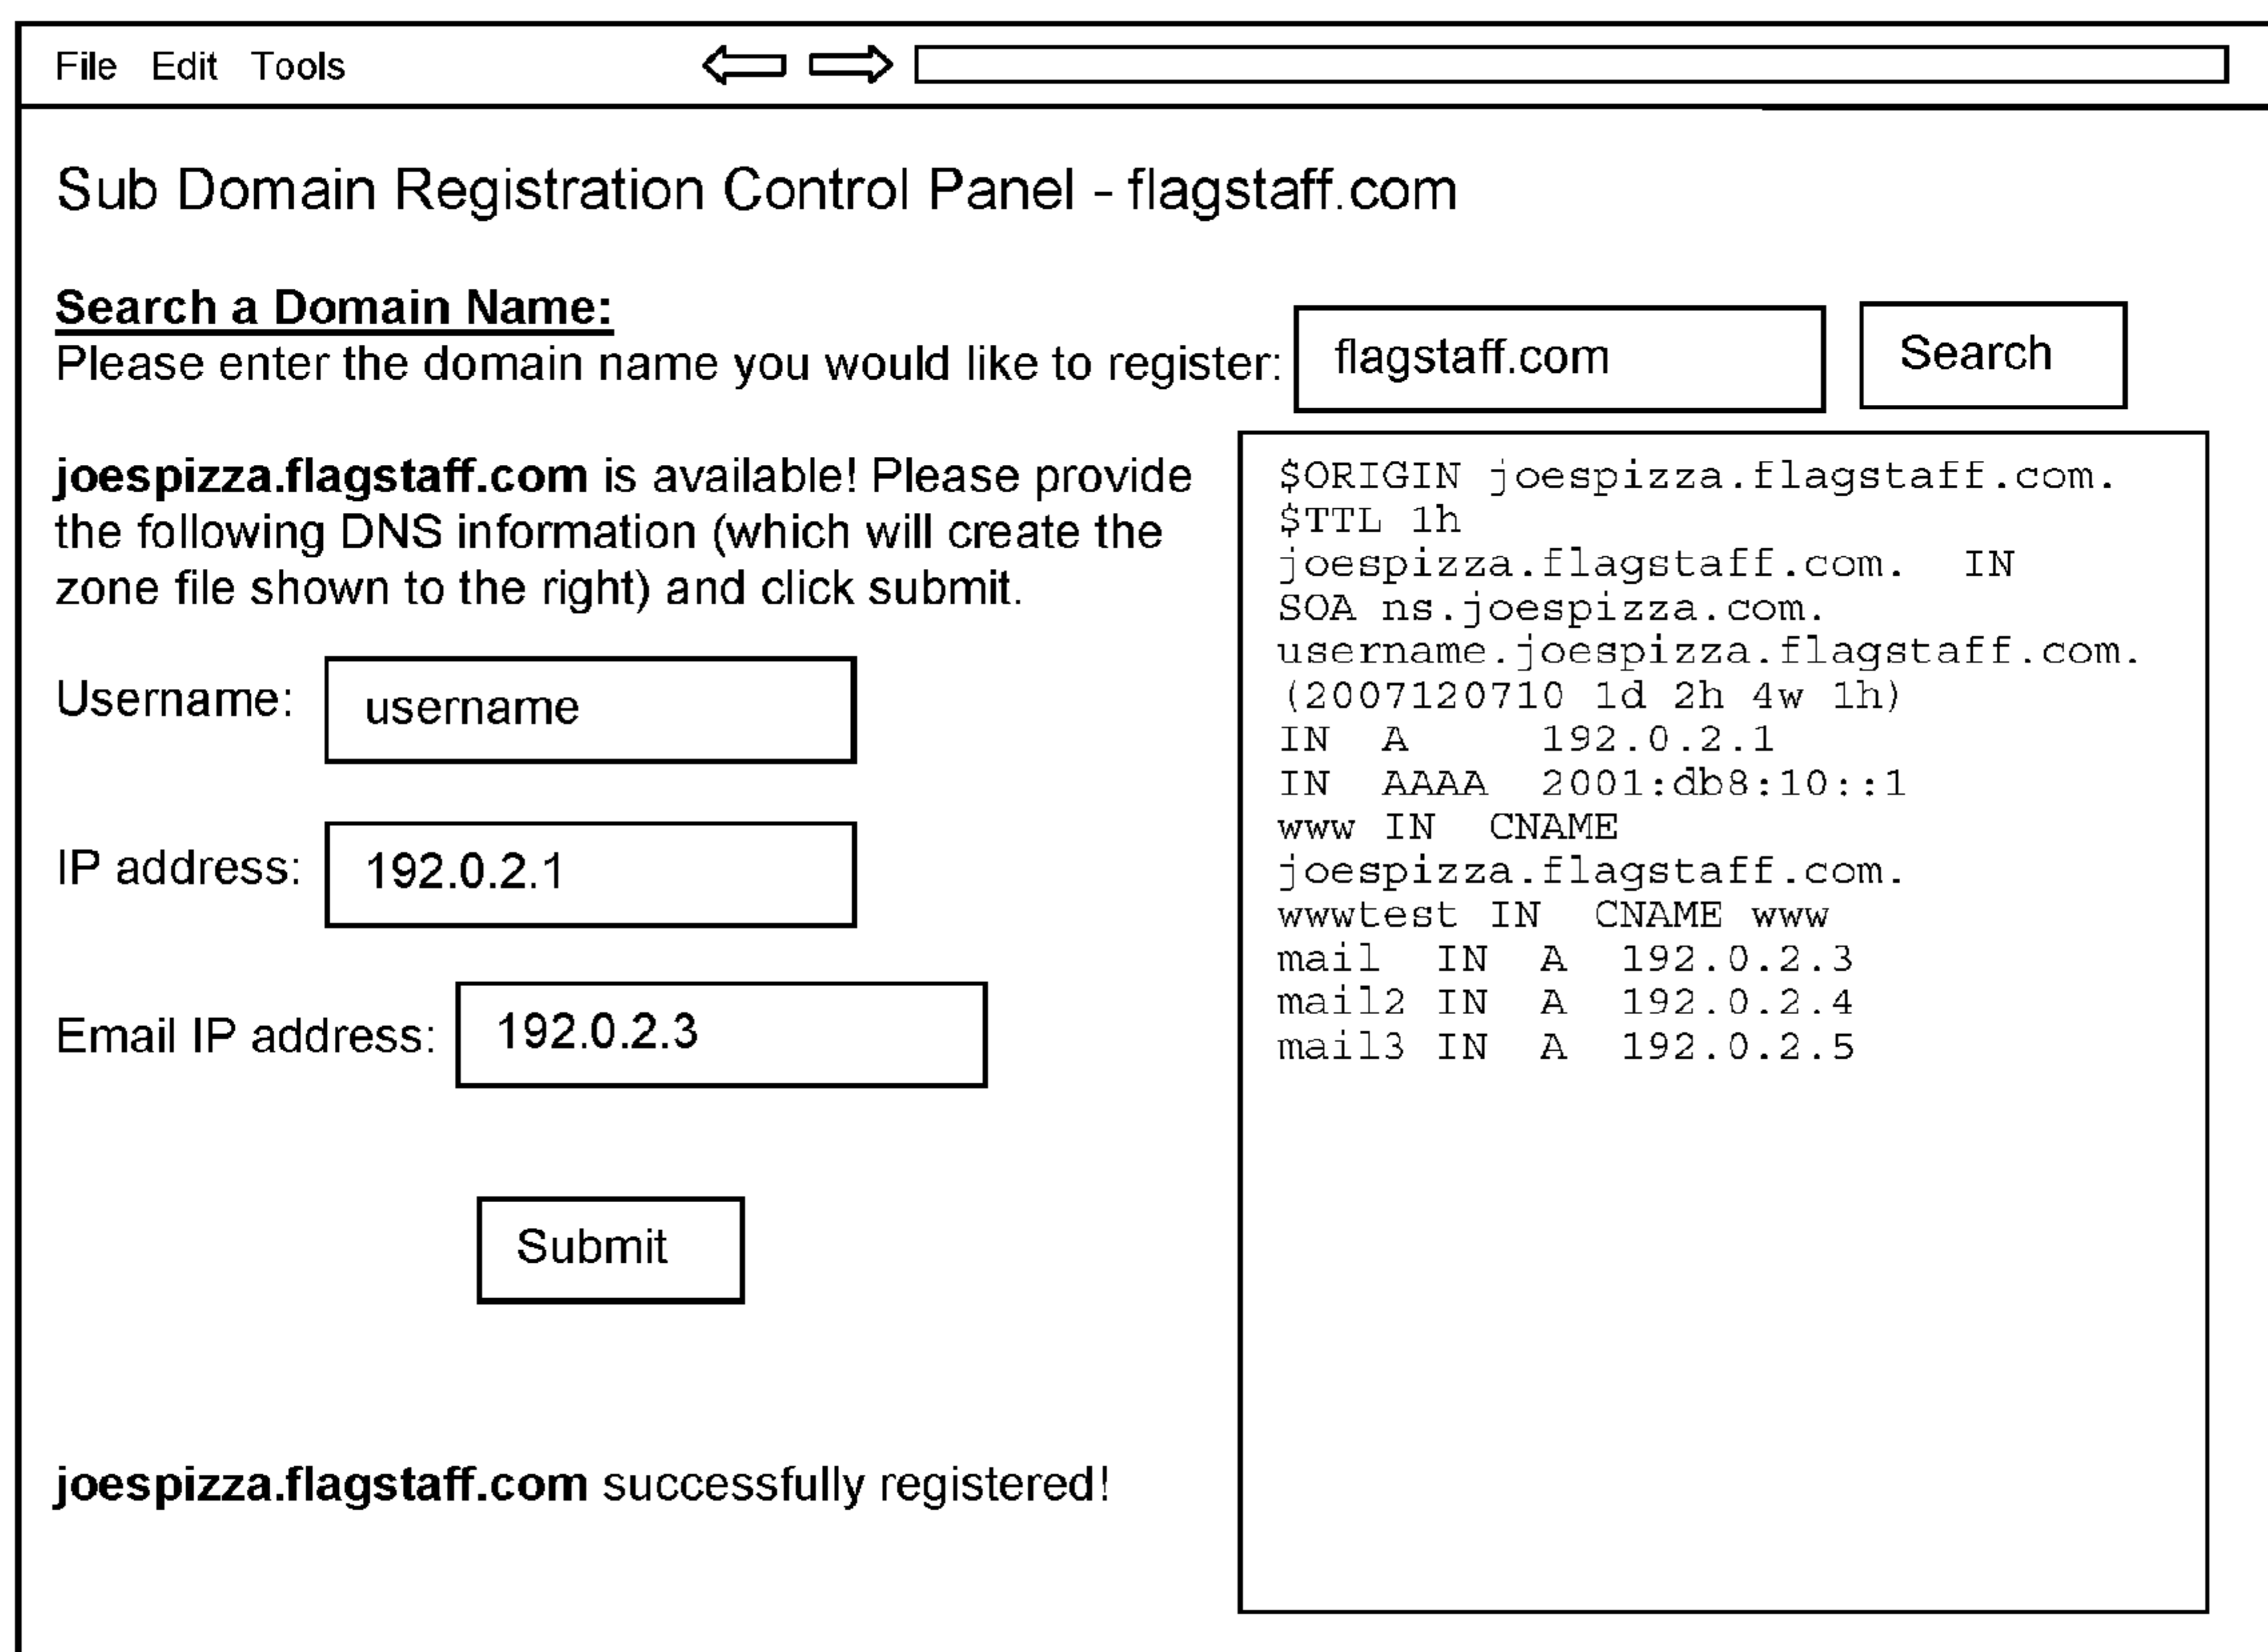 File Edit Tools
Sub Domain Registration Control Panel - flagstaff.com
Search a Domain Name:
Please enter the domain name you would like to register: flagstaff.com Search
joespizza.flagstaff.com is available! Please provide
the following DNS information (which will create the
zone file shown to the right) and click submit.
Username: username
IP address: 192.0.2.1
Email IP address: 192.0.2.3
Submit
joespizza.flagstaff.com successfully registered!
$ORIGIN joespizza.flagstaff.com.
$TTL 1h
joespizza.flagstaff.com. IN
SOA ns.joespizza.com.
username.joespizza.flagstaff.com.
(2007120710 1d 2h 4w 1h)
IN A 192.0.2.1
IN AAAA 2001:db8:10::1
www IN CNAME
joespizza.flagstaff.com.
wwwtest IN CNAME www
mail IN A 192.0.2.3
mail2 IN A 192.0.2.4
mail3 IN A 192.0.2.5